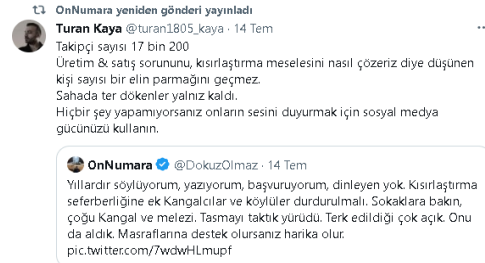 OnNumara yeniden gönderi yayınladı
Turan Kaya @turan1805_kaya · 14 Tem
Takipçi sayısı 17 bin 200
Üretim & satış sorununu, kısırlaştırma meselesini nasıl çözeriz diye düşünen
kişi sayısı bir elin parmağını geçmez.
Sahada ter dökenler yalnız kaldı.
Hiçbir şey yapamıyorsanız onların sesini duyurmak için sosyal medya
gücünüzü kullanın.
OnNumara @DokuzOlmaz · 14 Tem
Yıllardır söylüyorum, yazıyorum, başvuruyorum, dinleyen yok. Kısırlaştırma
seferberliğine ek Kangalcılar ve köylüler durdurulmalı. Sokaklara bakın,
çoğu Kangal ve melezi. Tasmayı taktık yürüdü. Terk edildiği çok açık. Onu
da aldık. Masraflarına destek olursanız harika olur.
pic.twitter.com/7wdwHLmupf